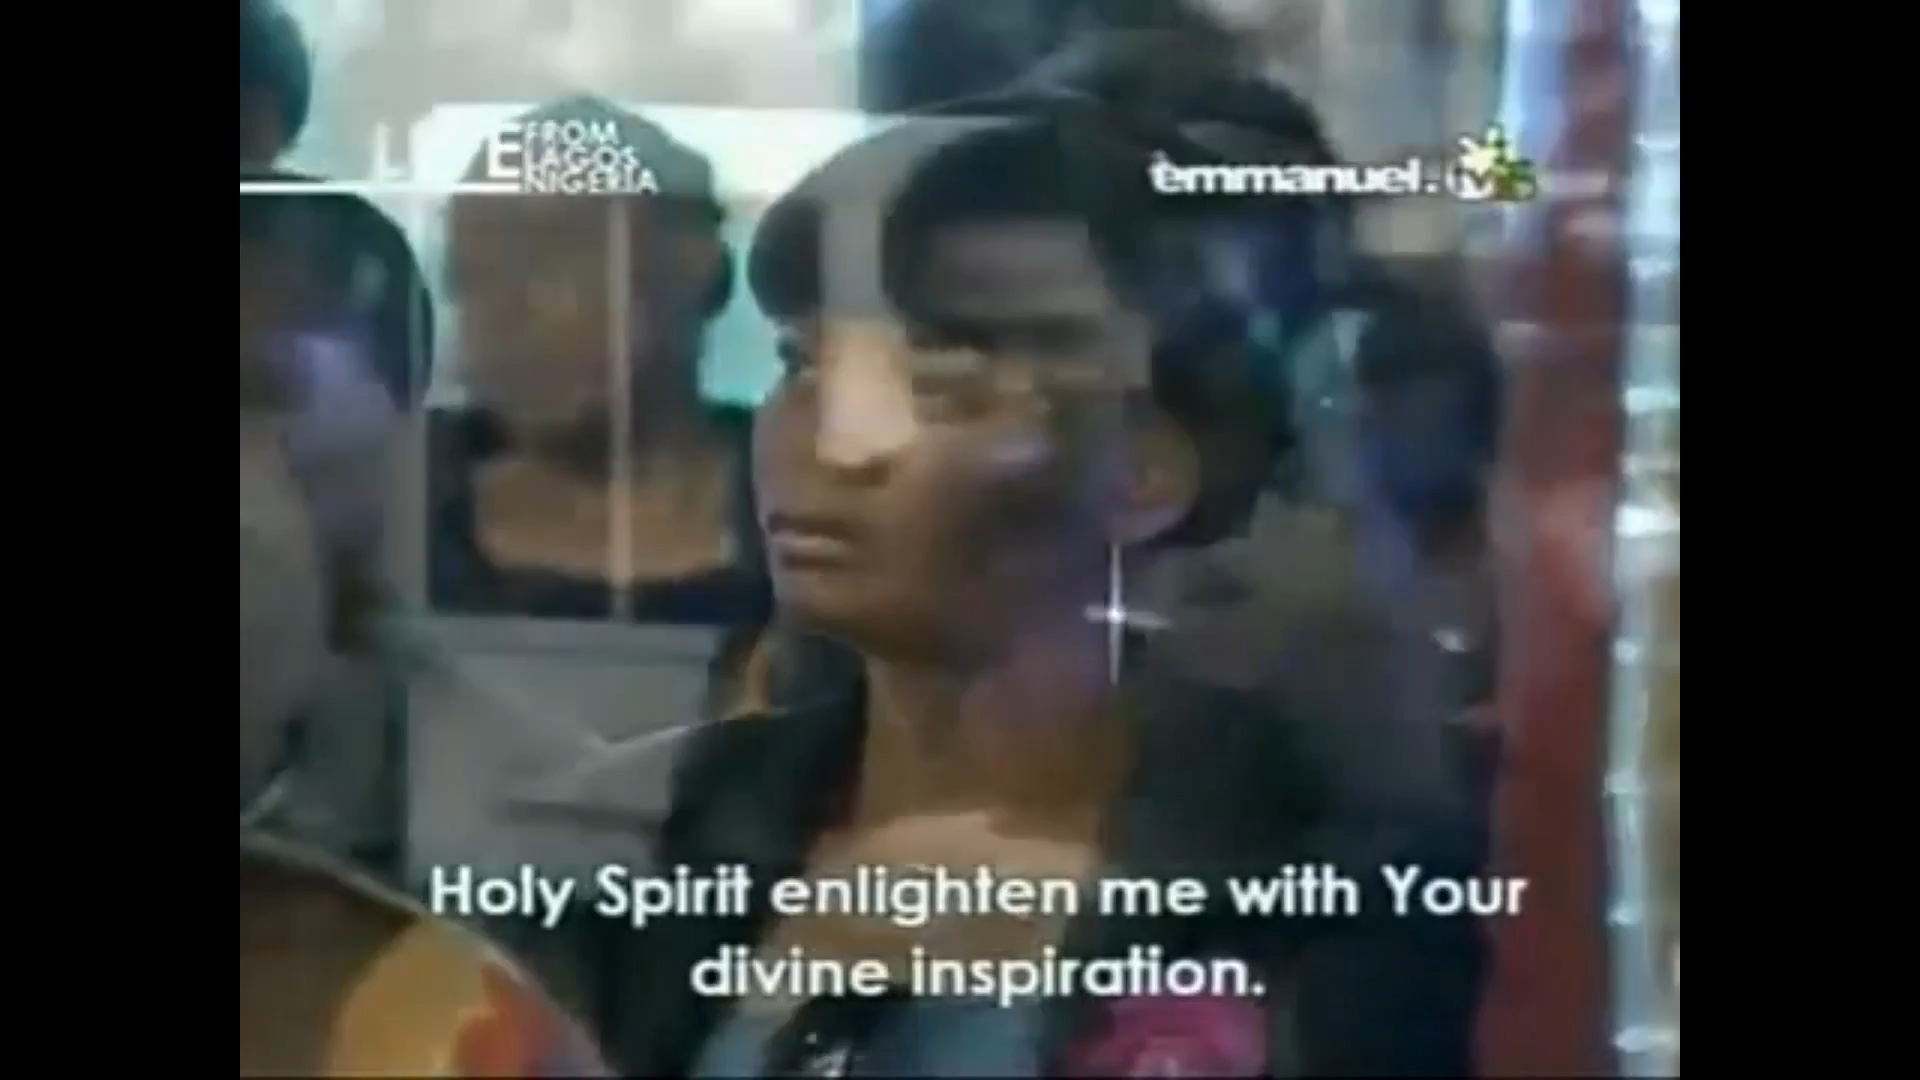 LIVE FROM
LAGOS
NIGERIA
emmanuel.tv
Holy Spirit enlighten me with Your
divine inspiration.